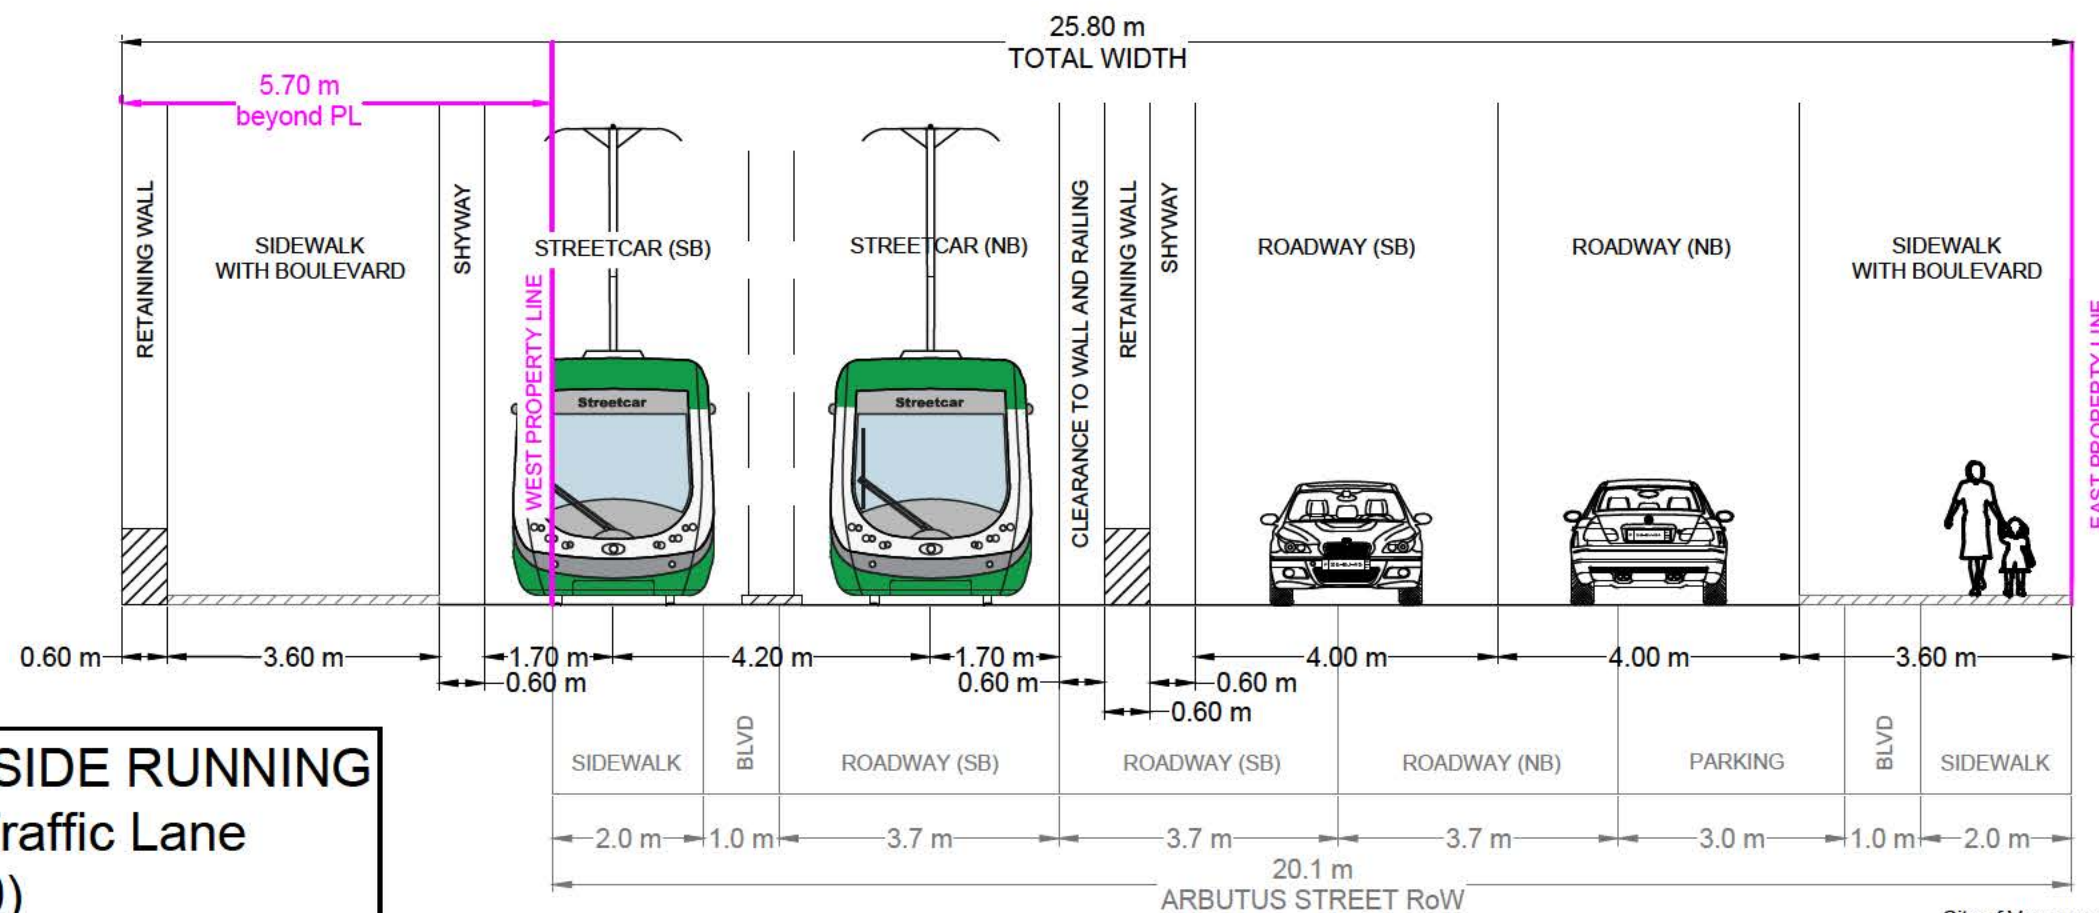 25.80 m
TOTAL WIDTH
5.70 m
beyond PL
RETAINING WALL
SIDEWALK
WITH BOULEVARD
SHYWAY
WEST PROPERTY LINE
STREETCAR (SB)
STREETCAR (NB)
CLEARANCE TO WALL AND RAILING
RETAINING WALL
SHYWAY
ROADWAY (SB)
ROADWAY (NB)
SIDEWALK
WITH BOULEVARD
EAST PROPERTY LINE
Streetcar
Streetcar
0.60 m
3.60 m
1.70 m
4.20 m
1.70 m
4.00 m
4.00 m
3.60 m
0.60 m
0.60 m
0.60 m
0.60 m
SIDEWALK
BLVD
ROADWAY (SB)
ROADWAY (SB)
ROADWAY (NB)
PARKING
BLVD
SIDEWALK
2.0 m
1.0 m
3.7 m
3.7 m
3.7 m
3.0 m
1.0 m
2.0 m
20.1 m
ARBUTUS STREET RoW
SIDE RUNNING
Traffic Lane